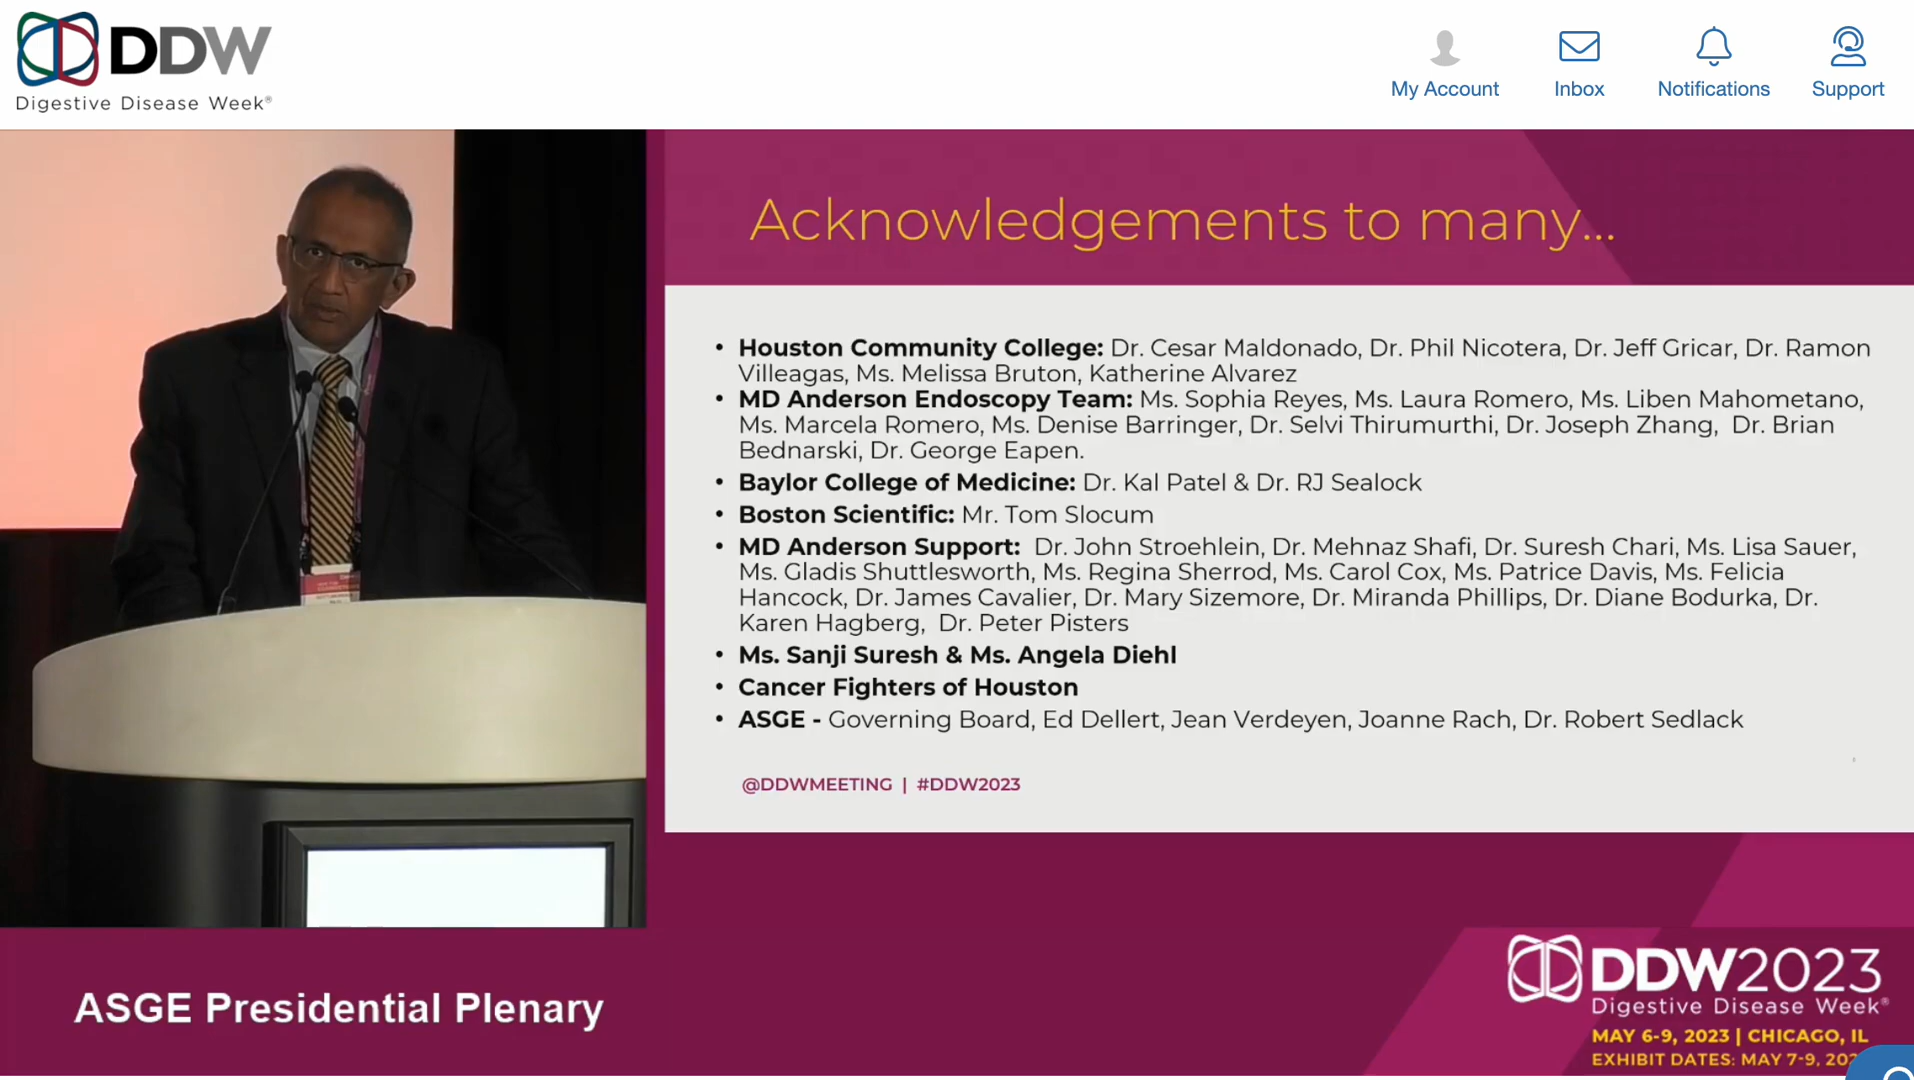 DDW
Digestive Disease Week®
My Account
Inbox
Notifications
Support
Acknowledgements to many...
• Houston Community College: Dr. Cesar Maldonado, Dr. Phil Nicotera, Dr. Jeff Gricar, Dr. Ramon
Villeagas, Ms. Melissa Bruton, Katherine Alvarez
• MD Anderson Endoscopy Team: Ms. Sophia Reyes, Ms. Laura Romero, Ms. Liben Mahometano,
Ms. Marcela Romero, Ms. Denise Barringer, Dr. Selvi Thirumurthi, Dr. Joseph Zhang, Dr. Brian
Bednarski, Dr. George Eapen.
• Baylor College of Medicine: Dr. Kal Patel & Dr. RJ Sealock
• Boston Scientific: Mr. Tom Slocum
• MD Anderson Support: Dr. John Stroehlein, Dr. Mehnaz Shafi, Dr. Suresh Chari, Ms. Lisa Sauer,
Ms. Gladis Shuttlesworth, Ms. Regina Sherrod, Ms. Carol Cox, Ms. Patrice Davis, Ms. Felicia
Hancock, Dr. James Cavalier, Dr. Mary Sizemore, Dr. Miranda Phillips, Dr. Diane Bodurka, Dr.
Karen Hagberg, Dr. Peter Pisters
• Ms. Sanji Suresh & Ms. Angela Diehl
• Cancer Fighters of Houston
• ASGE - Governing Board, Ed Dellert, Jean Verdeyen, Joanne Rach, Dr. Robert Sedlack
@DDWMEETING | #DDW2023
ASGE Presidential Plenary
DDW2023
Digestive Disease Week®
MAY 6-9, 2023 | CHICAGO, IL
EXHIBIT DATES: MAY 7-9,